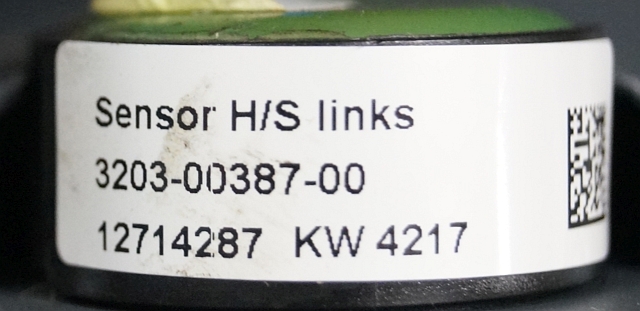 Sensor H/S links
3203-00387-00
12714287 KW 4217